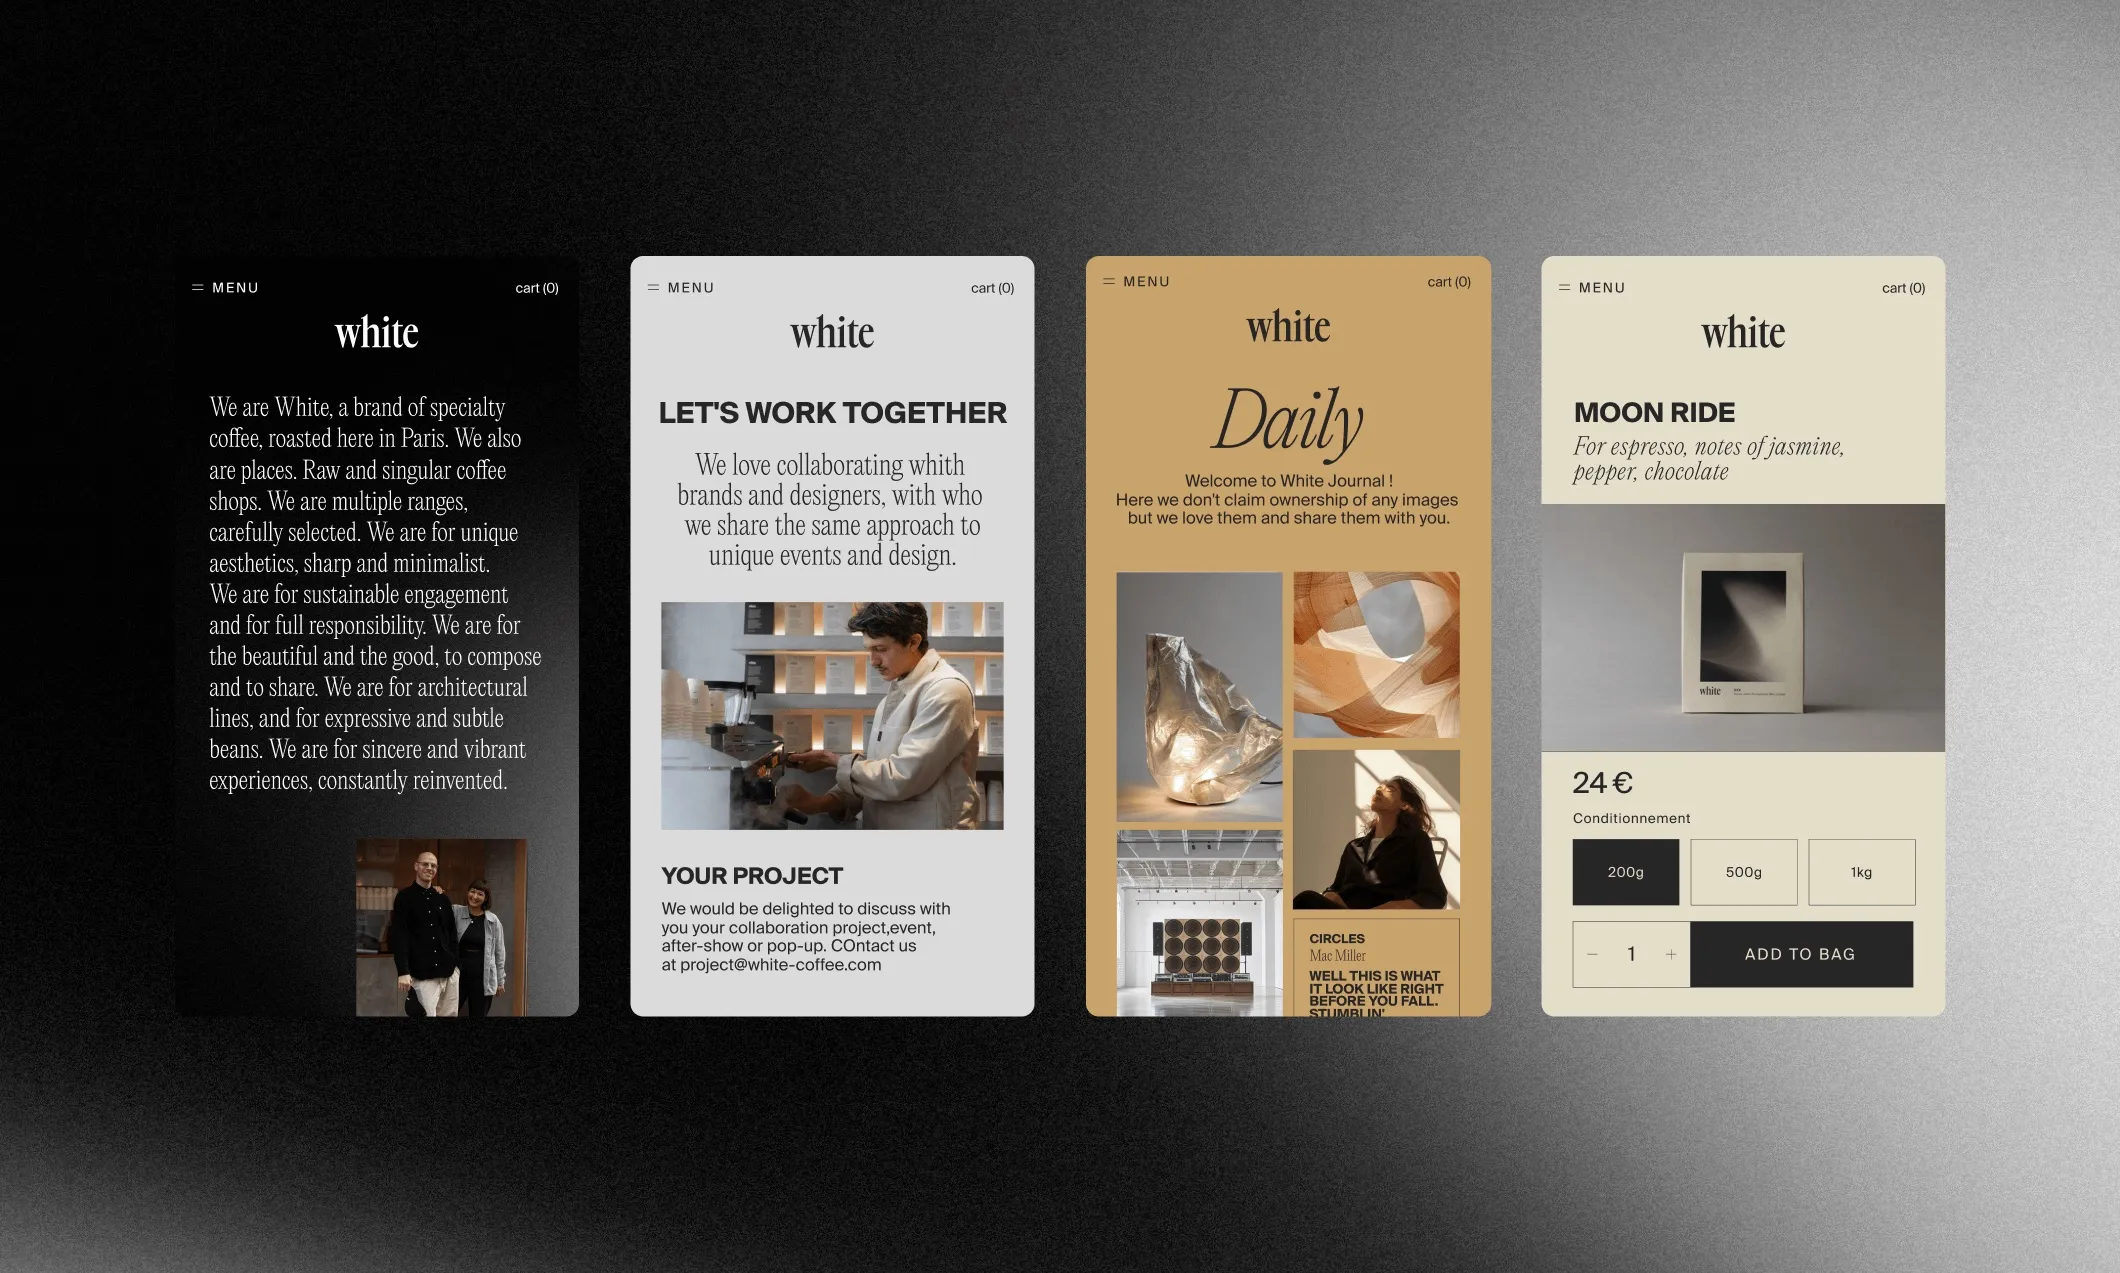 MENU
cart (0)
white
We are White, a brand of specialty
coffee, roasted here in Paris. We also
are places. Raw and singular coffee
shops. We are multiple ranges,
carefully selected. We are for unique
aesthetics, sharp and minimalist.
We are for sustainable engagement
and for full responsibility. We are for
the beautiful and the good, to compose
and to share. We are for architectural
lines, and for expressive and subtle
beans. We are for sincere and vibrant
experiences, constantly reinvented.
MENU
cart (0)
white
LET'S WORK TOGETHER
We love collaborating whith
brands and designers, with who
we share the same approach to
unique events and design.
YOUR PROJECT
We would be delighted to discuss with
you your collaboration project,event,
after-show or pop-up. COntact us
at project@white-coffee.com
MENU
cart (0)
white
Daily
Welcome to White Journal !
Here we don't claim ownership of any images
but we love them and share them with you.
CIRCLES
Mac Miller
WELL THIS IS WHAT
IT LOOK LIKE RIGHT
BEFORE YOU FALL.
STUMBLIN'
MENU
cart (0)
white
MOON RIDE
For espresso, notes of jasmine,
pepper, chocolate
white
24 €
Conditionnement
200g
500g
1kg
− 1 +
ADD TO BAG